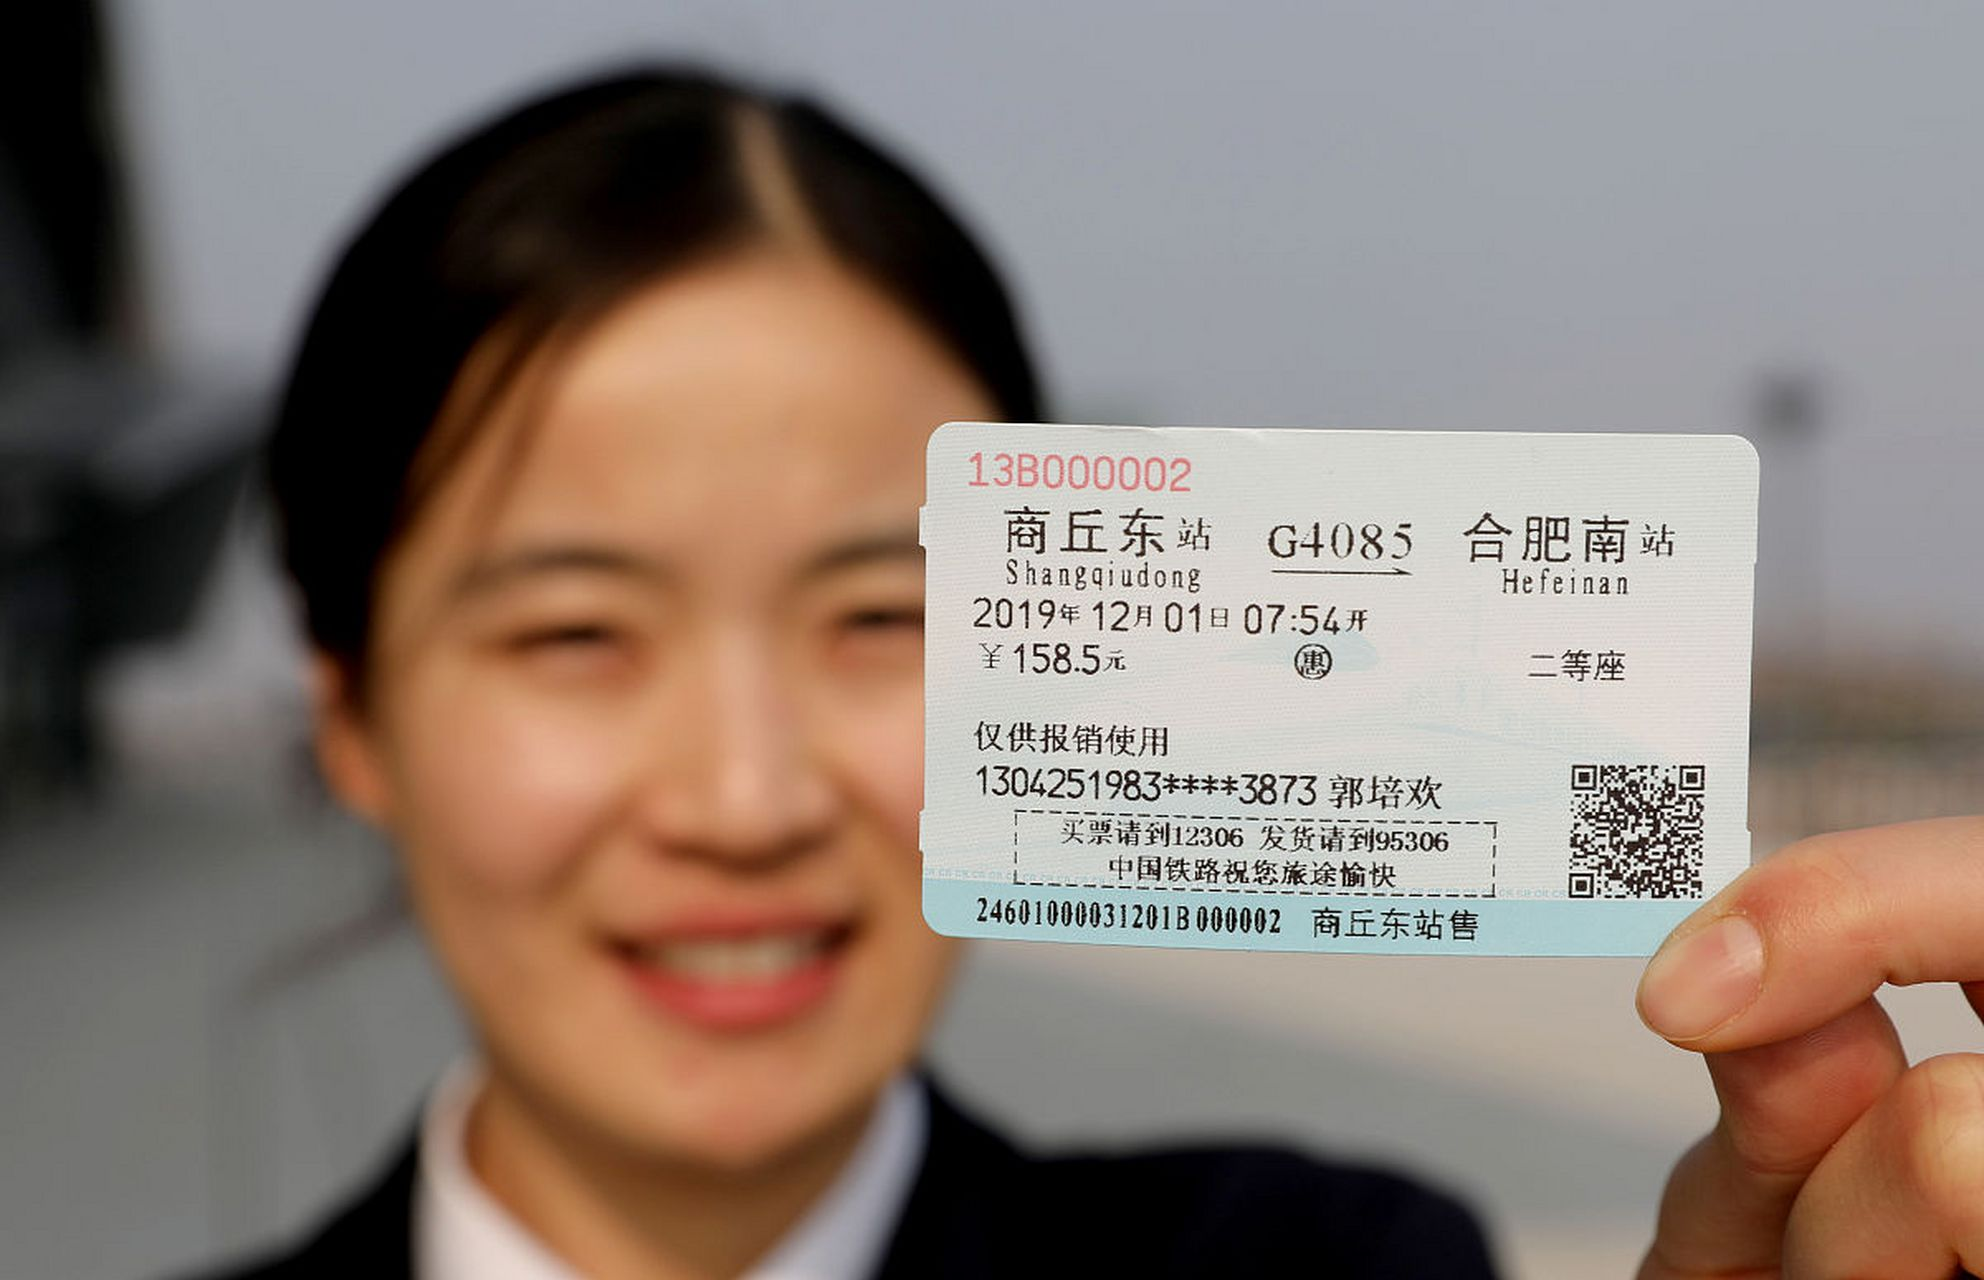 13B000002
商丘东站 G4085 合肥南站
Shangqiudong Hefeinan
2019年12月01日07:54开
¥158.5元 惠 二等座
仅供报销使用
1304251983****3873 郭培欢
买票请到12306 发货请到95306
中国铁路祝您旅途愉快
24601000031201B000002 商丘东站售